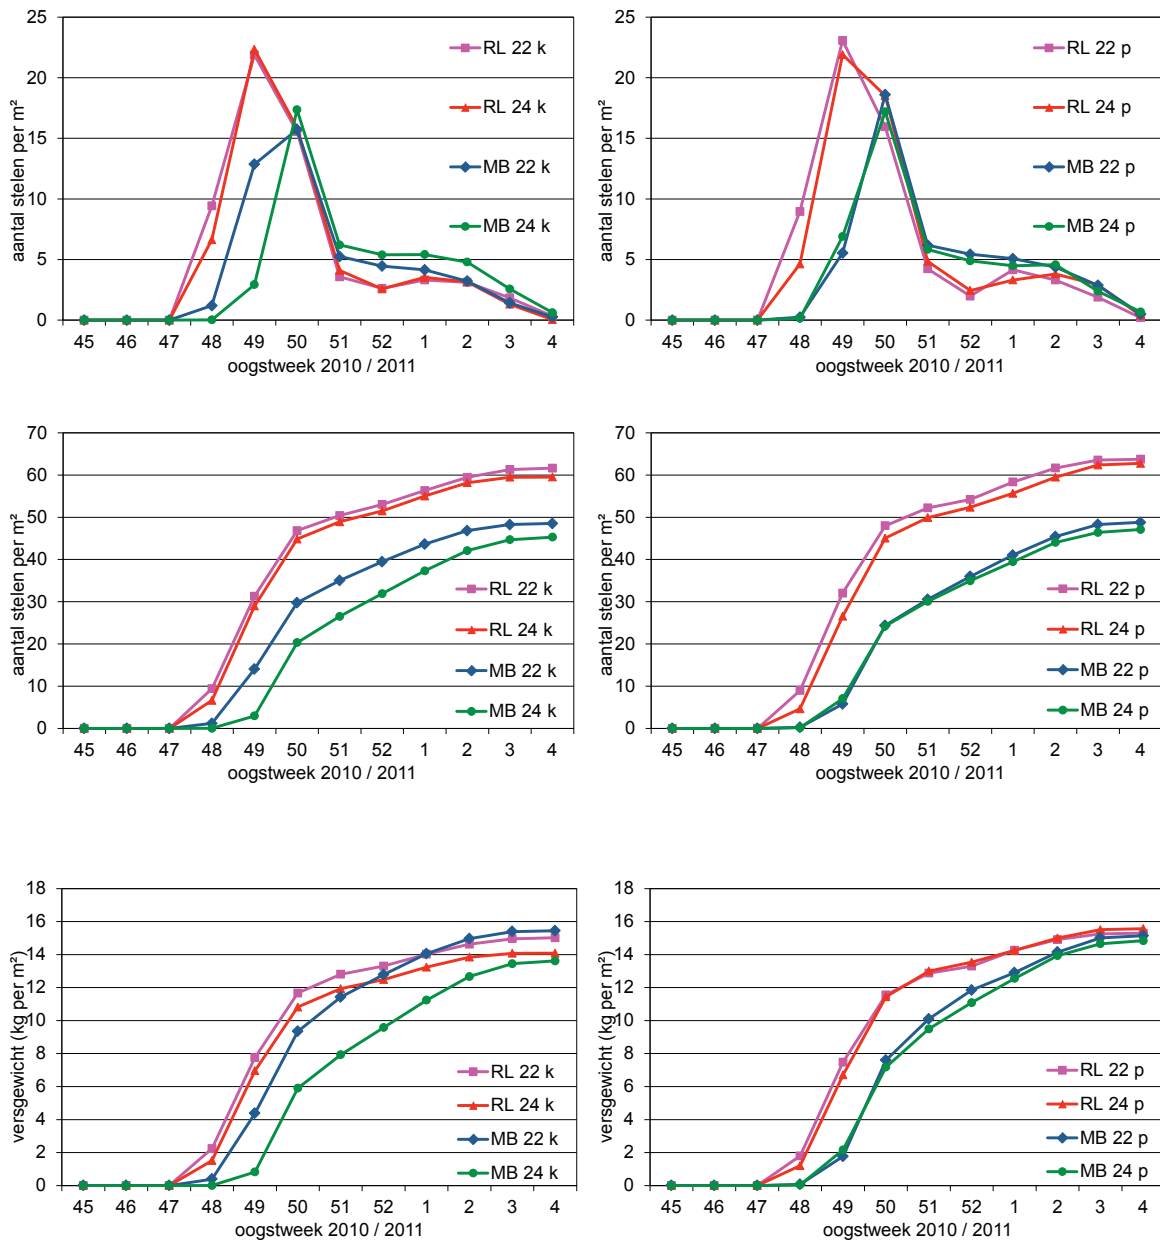 25
20
15
10
5
0
aantal stelen per m²
RL 22 k
RL 24 k
MB 22 k
MB 24 k
45 46 47 48 49 50 51 52 1 2 3 4
oogstweek 2010 / 2011
25
20
15
10
5
0
aantal stelen per m²
RL 22 p
RL 24 p
MB 22 p
MB 24 p
45 46 47 48 49 50 51 52 1 2 3 4
oogstweek 2010 / 2011
70
60
50
40
30
20
10
0
aantal stelen per m²
RL 22 k
RL 24 k
MB 22 k
MB 24 k
45 46 47 48 49 50 51 52 1 2 3 4
oogstweek 2010 / 2011
70
60
50
40
30
20
10
0
aantal stelen per m²
RL 22 p
RL 24 p
MB 22 p
MB 24 p
45 46 47 48 49 50 51 52 1 2 3 4
oogstweek 2010 / 2011
18
16
14
12
10
8
6
4
2
0
versgewicht (kg per m²)
RL 22 k
RL 24 k
MB 22 k
MB 24 k
45 46 47 48 49 50 51 52 1 2 3 4
oogstweek 2010 / 2011
18
16
14
12
10
8
6
4
2
0
versgewicht (kg per m²)
RL 22 p
RL 24 p
MB 22 p
MB 24 p
45 46 47 48 49 50 51 52 1 2 3 4
oogstweek 2010 / 2011